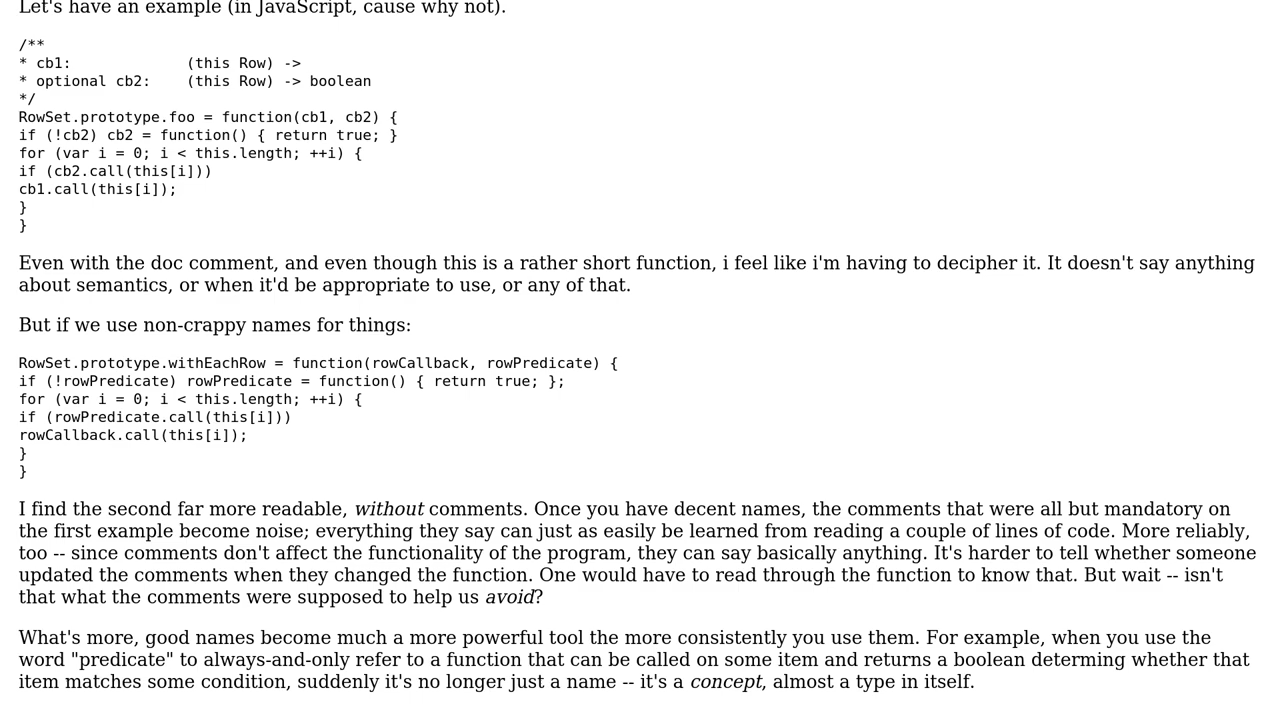 Let's have an example (in JavaScript, cause why not).
/**
* cb1:             (this Row) ->
* optional cb2:    (this Row) -> boolean
*/
RowSet.prototype.foo = function(cb1, cb2) {
if (!cb2) cb2 = function() { return true; }
for (var i = 0; i < this.length; ++i) {
if (cb2.call(this[i]))
cb1.call(this[i]);
}
}
Even with the doc comment, and even though this is a rather short function, i feel like i'm having to decipher it. It doesn't say anything
about semantics, or when it'd be appropriate to use, or any of that.
But if we use non-crappy names for things:
RowSet.prototype.withEachRow = function(rowCallback, rowPredicate) {
if (!rowPredicate) rowPredicate = function() { return true; };
for (var i = 0; i < this.length; ++i) {
if (rowPredicate.call(this[i]))
rowCallback.call(this[i]);
}
}
I find the second far more readable, without comments. Once you have decent names, the comments that were all but mandatory on
the first example become noise; everything they say can just as easily be learned from reading a couple of lines of code. More reliably,
too -- since comments don't affect the functionality of the program, they can say basically anything. It's harder to tell whether someone
updated the comments when they changed the function. One would have to read through the function to know that. But wait -- isn't
that what the comments were supposed to help us avoid?
What's more, good names become much a more powerful tool the more consistently you use them. For example, when you use the
word "predicate" to always-and-only refer to a function that can be called on some item and returns a boolean determing whether that
item matches some condition, suddenly it's no longer just a name -- it's a concept, almost a type in itself.